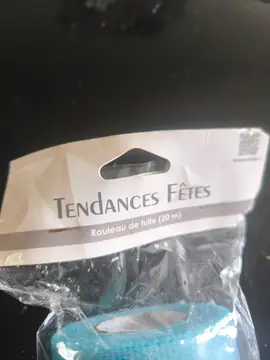 TENDANCES FÊTES
Rouleau de tulle (20 m)